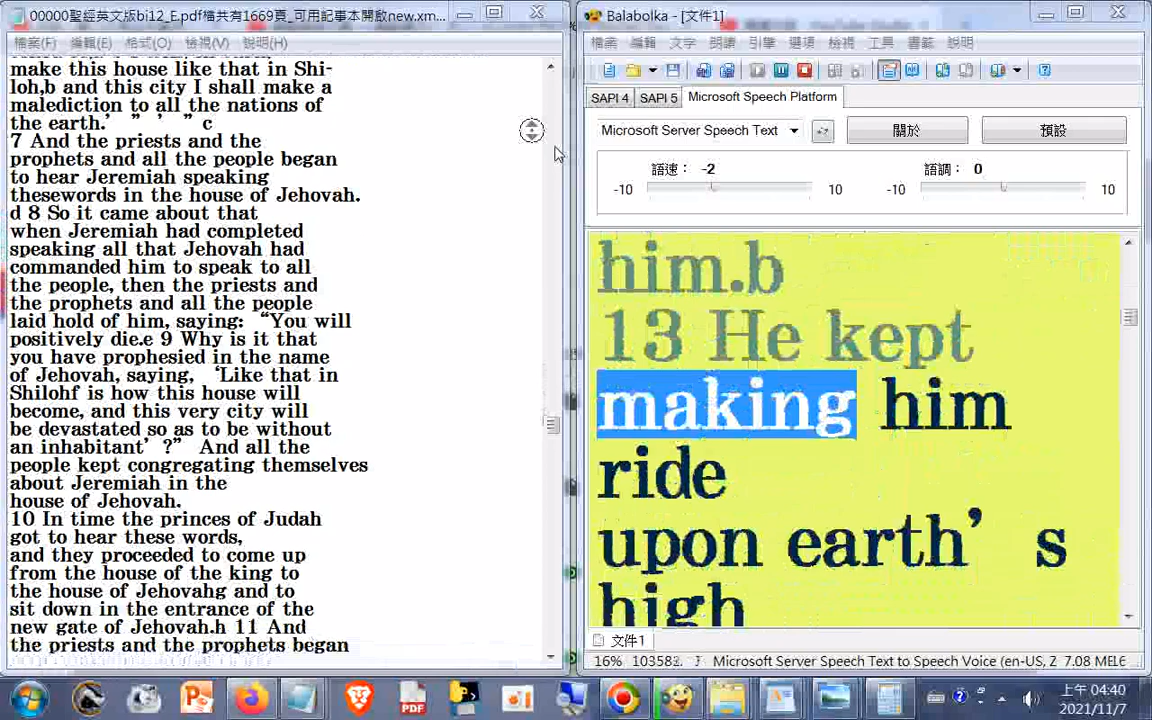 00000聖經英文版bi12_E.pdf檔共有1669頁_可用記事本開啟new.xm...
檔案(F) 編輯(E) 格式(O) 檢視(V) 說明(H)
make this house like that in Shi-
loh,b and this city I shall make a
malediction to all the nations of
the earth.’ ” ’ ” c
7 And the priests and the
prophets and all the people began
to hear Jeremiah speaking
thesewords in the house of Jehovah.
d 8 So it came about that
when Jeremiah had completed
speaking all that Jehovah had
commanded him to speak to all
the people, then the priests and
the prophets and all the people
laid hold of him, saying: “You will
positively die.e 9 Why is it that
you have prophesied in the name
of Jehovah, saying, ‘Like that in
Shilohf is how this house will
become, and this very city will
be devastated so as to be without
an inhabitant’ ?” And all the
people kept congregating themselves
about Jeremiah in the
house of Jehovah.
10 In time the princes of Judah
got to hear these words,
and they proceeded to come up
from the house of the king to
the house of Jehovahg and to
sit down in the entrance of the
new gate of Jehovah.h 11 And
the priests and the prophets began
Balabolka - [文件1]
檔案 編輯 文字 朗讀 引擎 選項 檢視 工具 書籤 說明
SAPI 4 SAPI 5 Microsoft Speech Platform
Microsoft Server Speech Text 關於 預設
語速： -2 語調： 0
-10 10 -10 10
him.b
13 He kept
making him
ride
upon earth’ s
high
文件1
16% Microsoft Server Speech Text to Speech Voice (en-US, 2 7.08
上午 04:40
2021/11/7